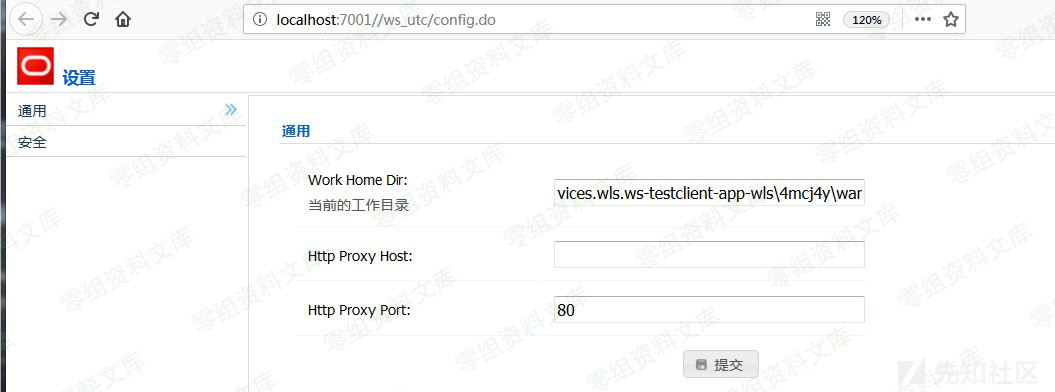 localhost:7001//ws_utc/config.do
120%
设置
通用
安全
通用
Work Home Dir:
当前的工作目录
vices.wls.ws-testclient-app-wls\4mcj4y\war
Http Proxy Host:
Http Proxy Port:
80
提交
零组资料文库
先知社区